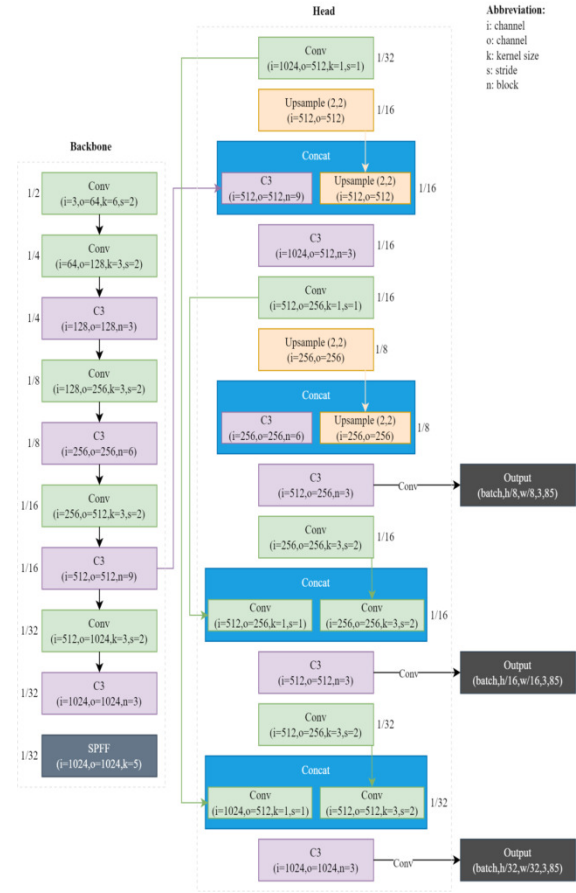 Abbreviation:
i: channel
o: channel
k: kernel size
s: stride
n: block
Backbone
1/2
Conv
(i=3,o=64,k=6,s=2)
1/4
Conv
(i=64,o=128,k=3,s=2)
1/4
C3
(i=128,o=128,n=3)
1/8
Conv
(i=128,o=256,k=3,s=2)
1/8
C3
(i=256,o=256,n=6)
1/16
Conv
(i=256,o=512,k=3,s=2)
1/16
C3
(i=512,o=512,n=9)
1/32
Conv
(i=512,o=1024,k=3,s=2)
1/32
C3
(i=1024,o=1024,n=3)
1/32
SPFF
(i=1024,o=1024,k=5)
Head
Conv
(i=1024,o=512,k=1,s=1)
1/32
Upsample (2,2)
(i=512,o=512)
1/16
Concat
C3
(i=512,o=512,n=9)
Upsample (2,2)
(i=512,o=512)
1/16
C3
(i=1024,o=512,n=3)
1/16
Conv
(i=512,o=256,k=1,s=1)
1/16
Upsample (2,2)
(i=256,o=256)
1/8
Concat
C3
(i=256,o=256,n=6)
Upsample (2,2)
(i=256,o=256)
1/8
C3
(i=512,o=256,n=3)
Conv
Output
(batch,h/8,w/8,3,85)
Conv
(i=256,o=256,k=3,s=2)
1/16
Concat
Conv
(i=512,o=256,k=1,s=1)
Conv
(i=256,o=256,k=3,s=2)
1/16
C3
(i=512,o=512,n=3)
Conv
Output
(batch,h/16,w/16,3,85)
Conv
(i=512,o=256,k=3,s=2)
1/32
Concat
Conv
(i=1024,o=512,k=1,s=1)
Conv
(i=512,o=512,k=3,s=2)
1/32
C3
(i=1024,o=1024,n=3)
Conv
Output
(batch,h/32,w/32,3,85)